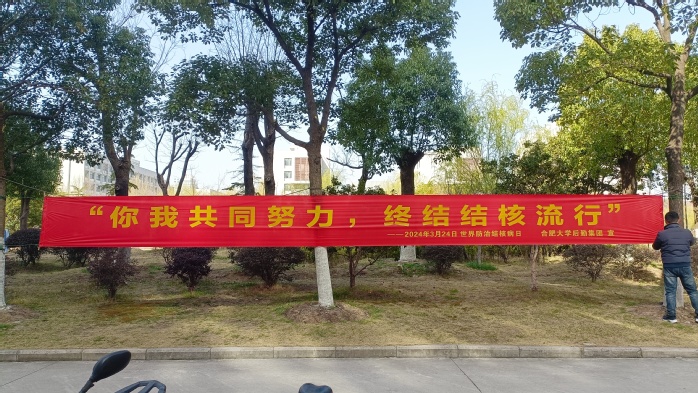 “你我共同努力，终结结核流行”
——2024年3月24日 世界防治结核病日 合肥大学后勤集团 宣